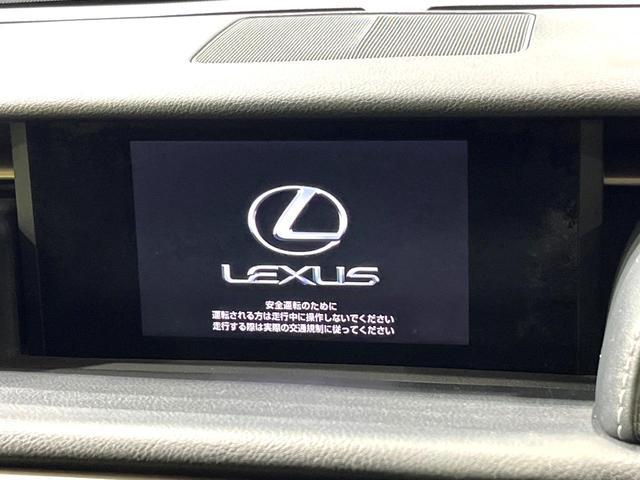 LEXUS
安全運転のために
運転される方は走行中に操作しないでください
走行する際は実際の交通規制に従ってください